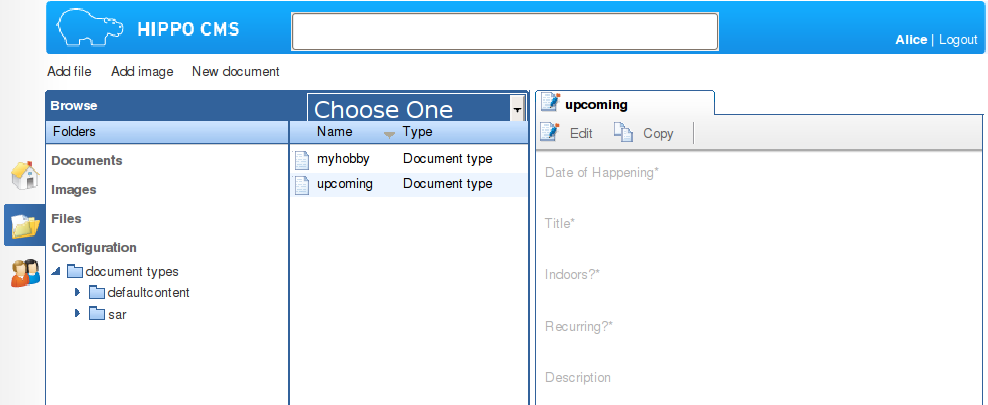 HIPPO CMS
Alice | Logout
Add file Add image New document
Browse Choose One
Folders Name Type
Documents
Images
Files
Configuration
document types
defaultcontent
sar
myhobby Document type
upcoming Document type
upcoming
Edit Copy
Date of Happening*
Title*
Indoors?*
Recurring?*
Description